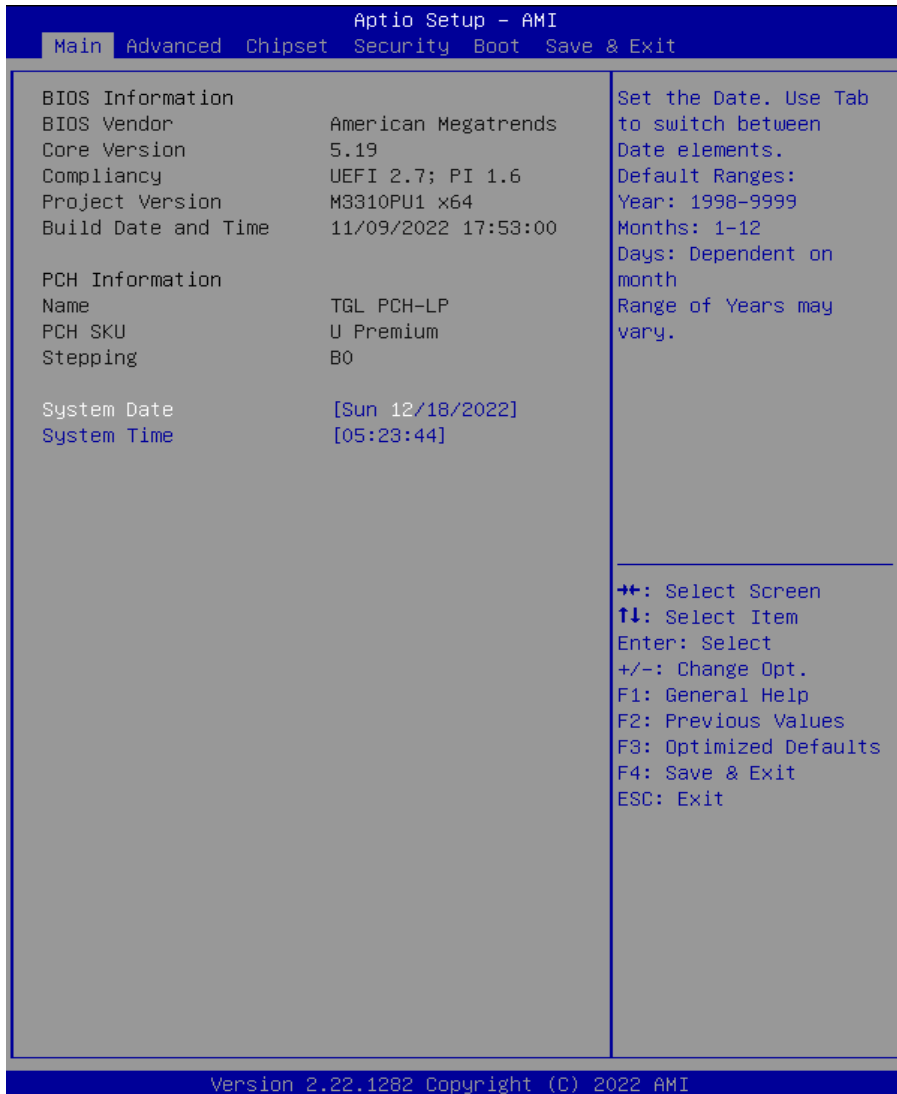 Aptio Setup – AMI
Main Advanced Chipset Security Boot Save & Exit
BIOS Information
BIOS Vendor American Megatrends
Core Version 5.19
Compliancy UEFI 2.7; PI 1.6
Project Version M3310PU1 x64
Build Date and Time 11/09/2022 17:53:00
PCH Information
Name TGL PCH-LP
PCH SKU U Premium
Stepping B0
System Date [Sun 12/18/2022]
System Time [05:23:44]
Set the Date. Use Tab
to switch between
Date elements.
Default Ranges:
Year: 1998-9999
Months: 1-12
Days: Dependent on
month
Range of Years may
vary.
→←: Select Screen
↑↓: Select Item
Enter: Select
+/-: Change Opt.
F1: General Help
F2: Previous Values
F3: Optimized Defaults
F4: Save & Exit
ESC: Exit
Version 2.22.1282 Copyright (C) 2022 AMI